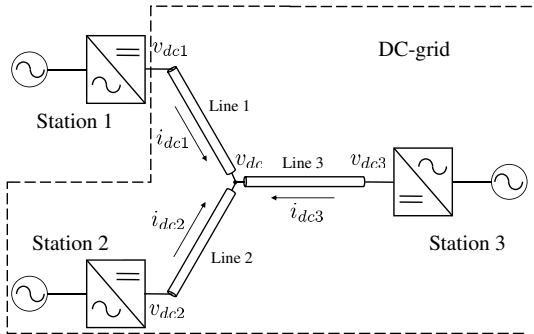 v_dc1
DC-grid
Station 1
Line 1
i_dc1
v_dc
Line 3
v_dc3
i_dc2
i_dc3
Station 2
Line 2
Station 3
v_dc2